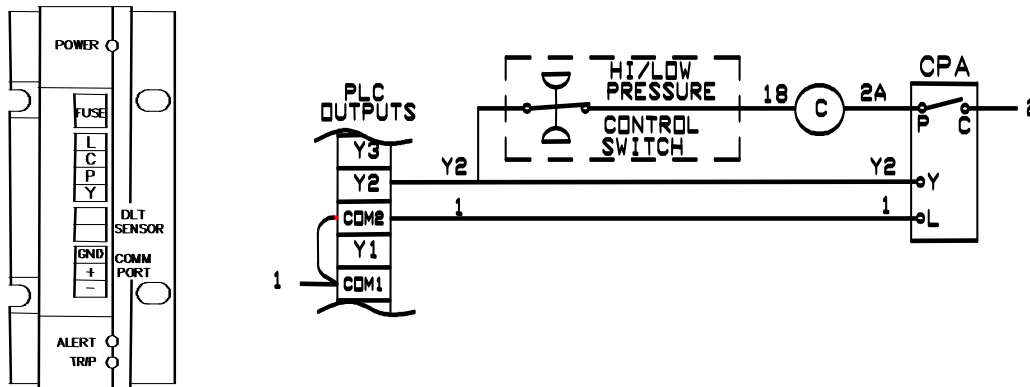 POWER
FUSE
L
C
P
Y
DLT
SENSOR
GND
+
-
COMM
PORT
ALERT
TRIP
PLC
OUTPUTS
Y3
Y2
COM2
Y1
COM1
1
Y2
1
HI/LOW
PRESSURE
CONTROL
SWITCH
18
C
2A
CPA
P
C
2
Y2
Y
1
L